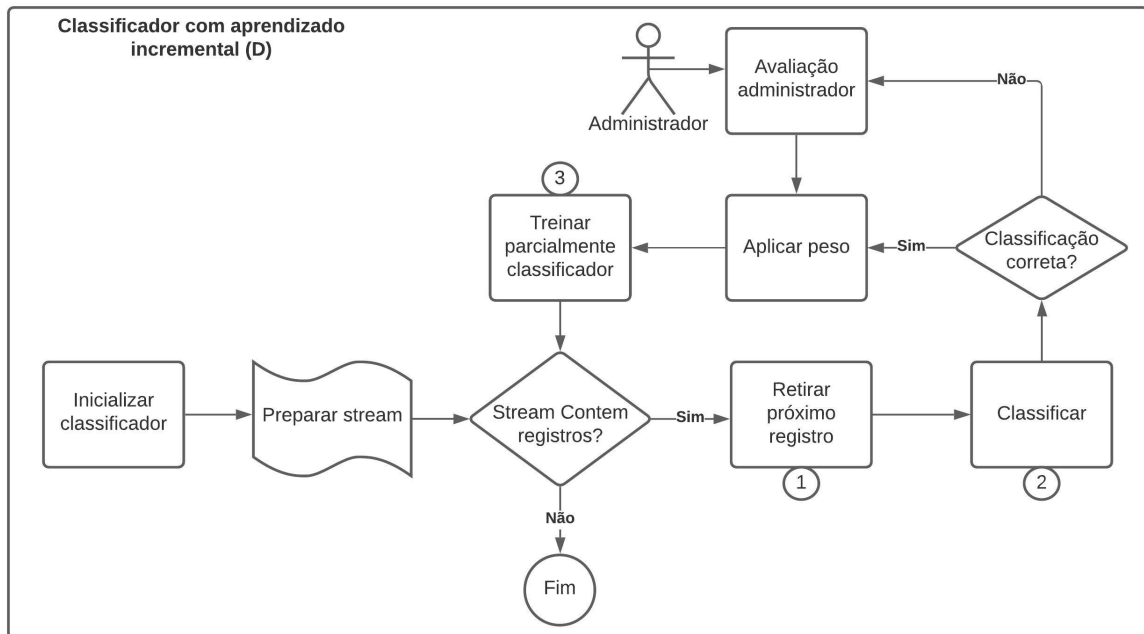 Classificador com aprendizado
incremental (D)
Administrador
Avaliação
administrador
Não
3
Treinar
parcialmente
classificador
Aplicar peso
Sim
Classificação
correta?
Inicializar
classificador
Preparar stream
Stream Contem
registros?
Sim
Retirar
próximo
registro
1
Classificar
2
Não
Fim